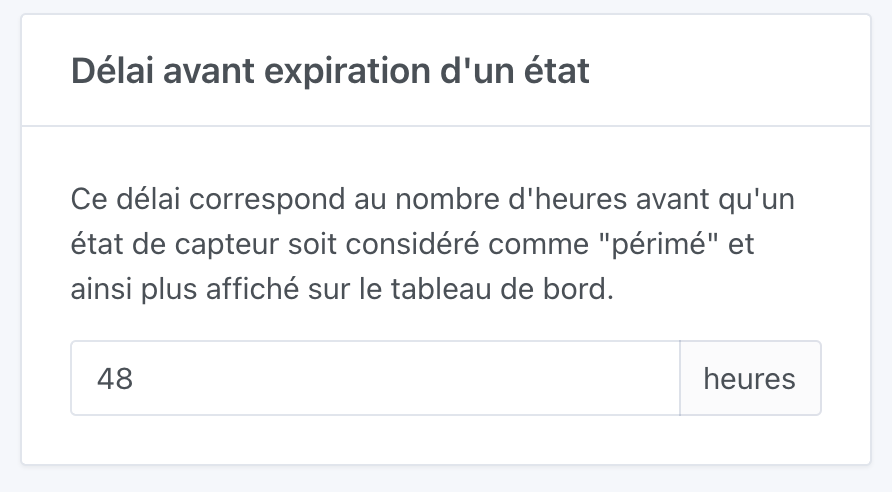 Délai avant expiration d'un état
Ce délai correspond au nombre d'heures avant qu'un
état de capteur soit considéré comme "périmé" et
ainsi plus affiché sur le tableau de bord.
48 heures